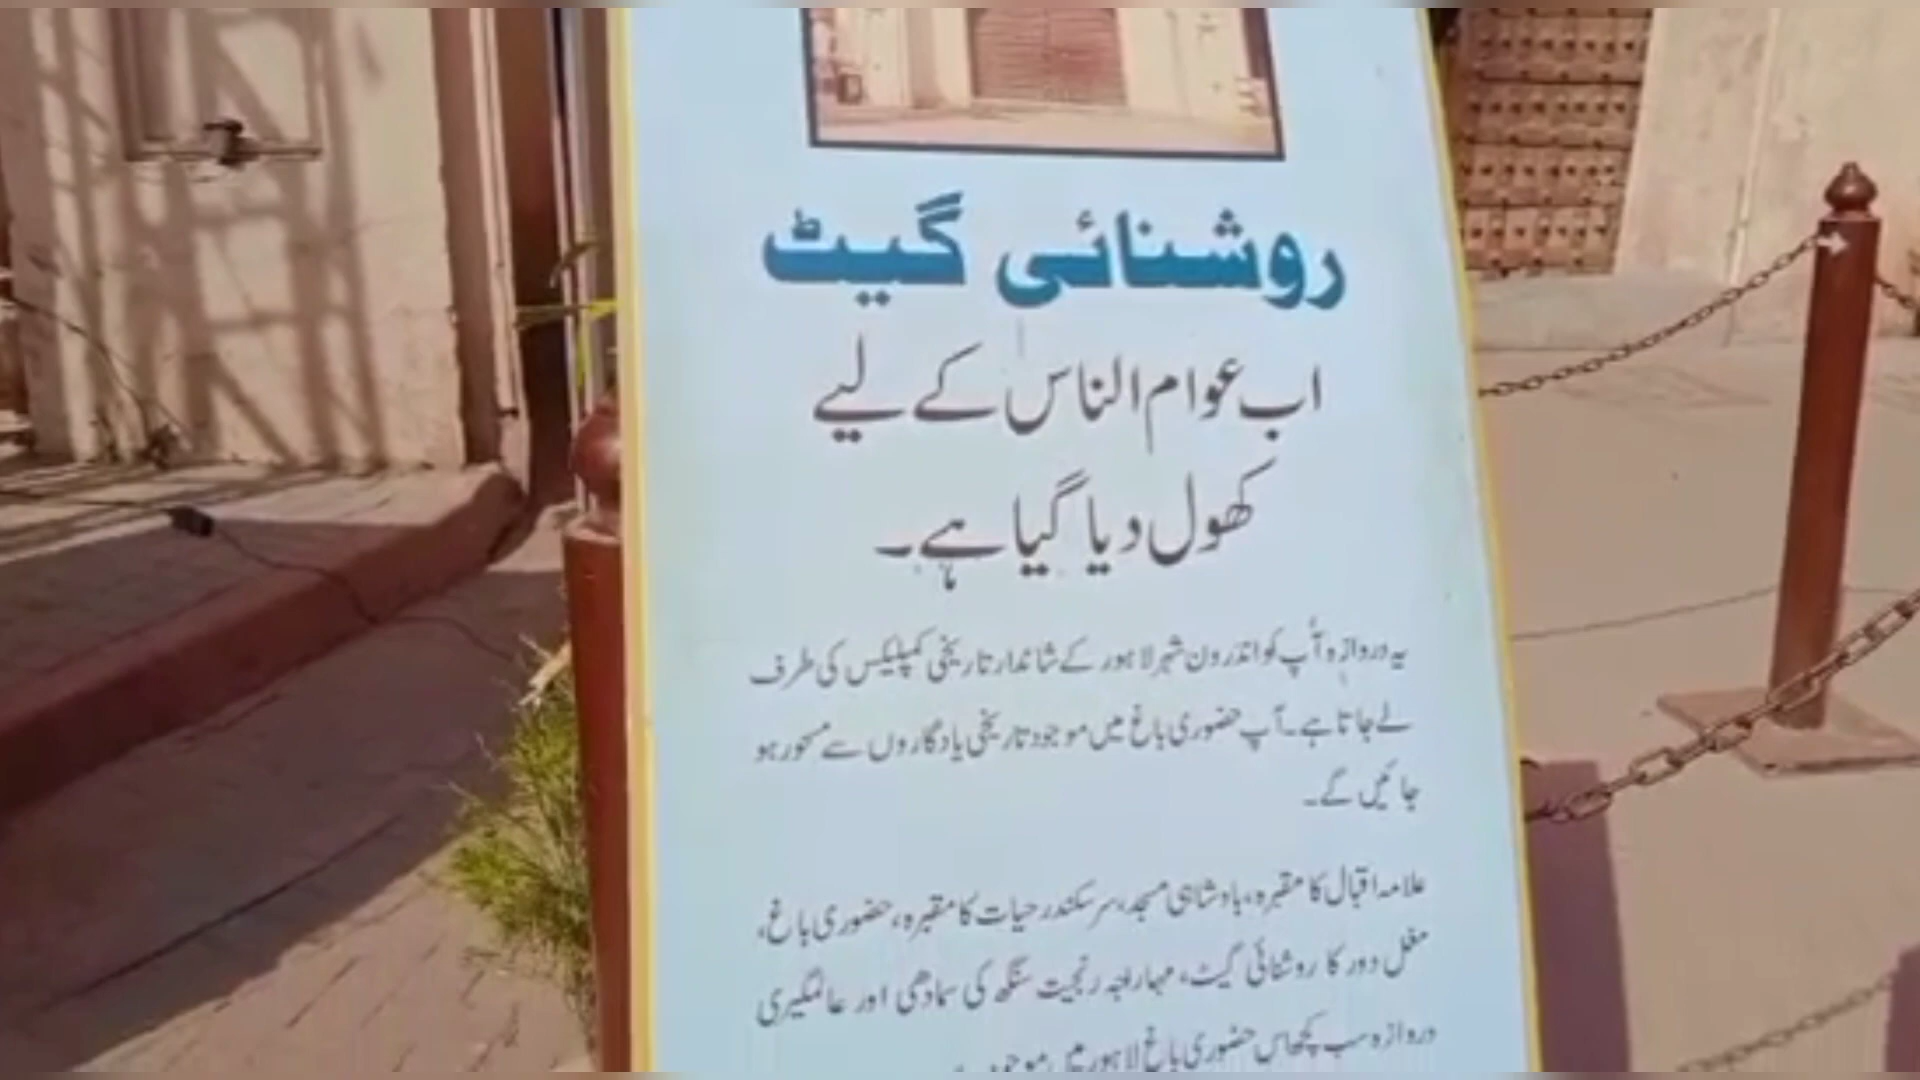 روشنائی گیٹ
اب عوام الناس کے لیے
کھول دیا گیا ہے۔
یہ دروازہ آپ کو اندرون شہر لاہور کے شاندار تاریخی کمپلیکس کی طرف
لے جاتا ہے۔ آپ حضوری باغ میں موجود تاریخی یادگاروں سے مسحور ہو
جائیں گے۔
علامہ اقبال کا مقبرہ، بادشاہی مسجد، سر سکندر حیات کا مقبرہ، حضوری باغ،
مغل دور کا روشنائی گیٹ، مہاراجہ رنجیت سنگھ کی سمادھی اور عالمگیری
دروازہ سب کچھ اس حضوری باغ لاہور میں موجود